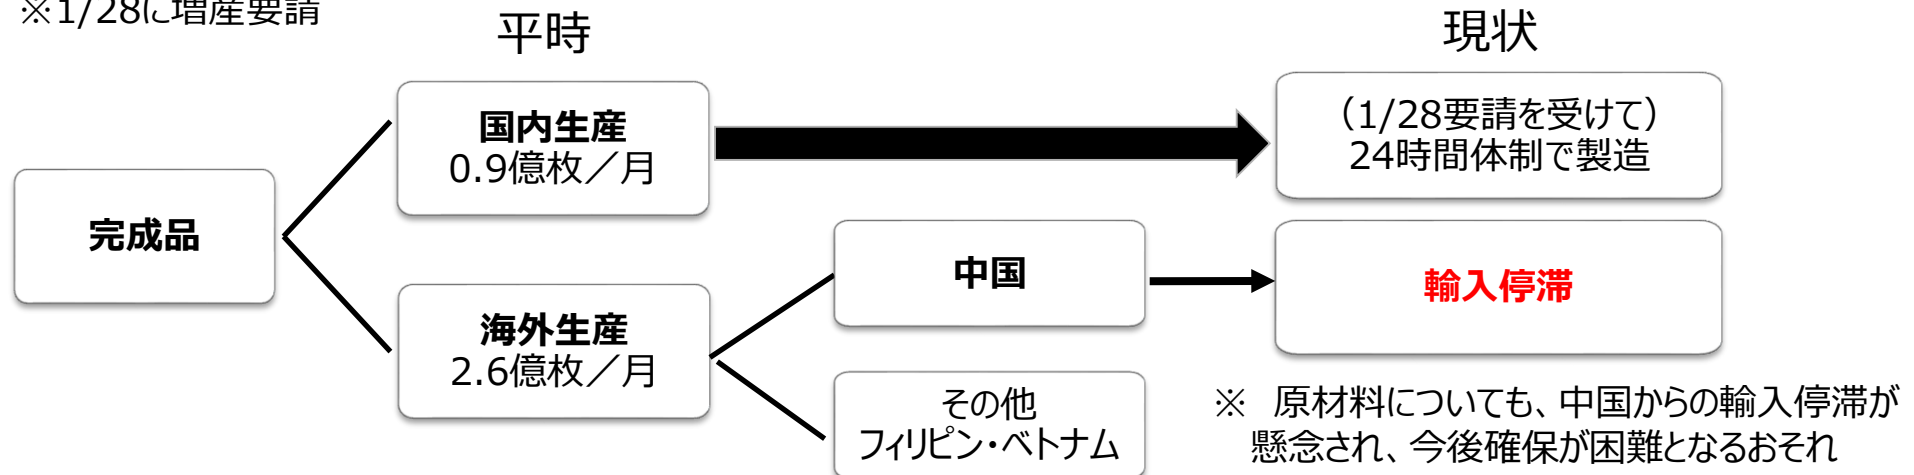 ※1/28に増産要請
平時
現状
国内生産
0.9億枚／月
（1/28要請を受けて）
24時間体制で製造
完成品
中国
輸入停滞
海外生産
2.6億枚／月
その他
フィリピン・ベトナム
※ 原材料についても、中国からの輸入停滞が
懸念され、今後確保が困難となるおそれ